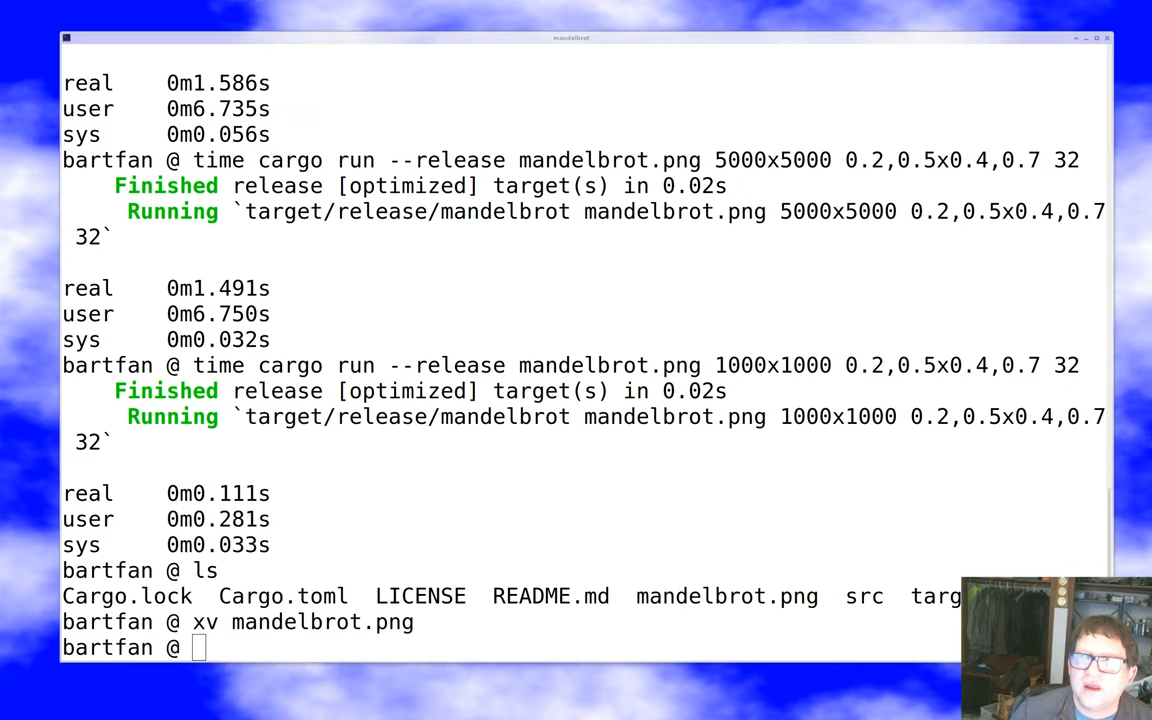 mandelbrot
real 0m1.586s
user 0m6.735s
sys 0m0.056s
bartfan @ time cargo run --release mandelbrot.png 5000x5000 0.2,0.5x0.4,0.7 32
Finished release [optimized] target(s) in 0.02s
Running `target/release/mandelbrot mandelbrot.png 5000x5000 0.2,0.5x0.4,0.7
32`
real 0m1.491s
user 0m6.750s
sys 0m0.032s
bartfan @ time cargo run --release mandelbrot.png 1000x1000 0.2,0.5x0.4,0.7 32
Finished release [optimized] target(s) in 0.02s
Running `target/release/mandelbrot mandelbrot.png 1000x1000 0.2,0.5x0.4,0.7
32`
real 0m0.111s
user 0m0.281s
sys 0m0.033s
bartfan @ ls
Cargo.lock Cargo.toml LICENSE README.md mandelbrot.png src targ
bartfan @ xv mandelbrot.png
bartfan @